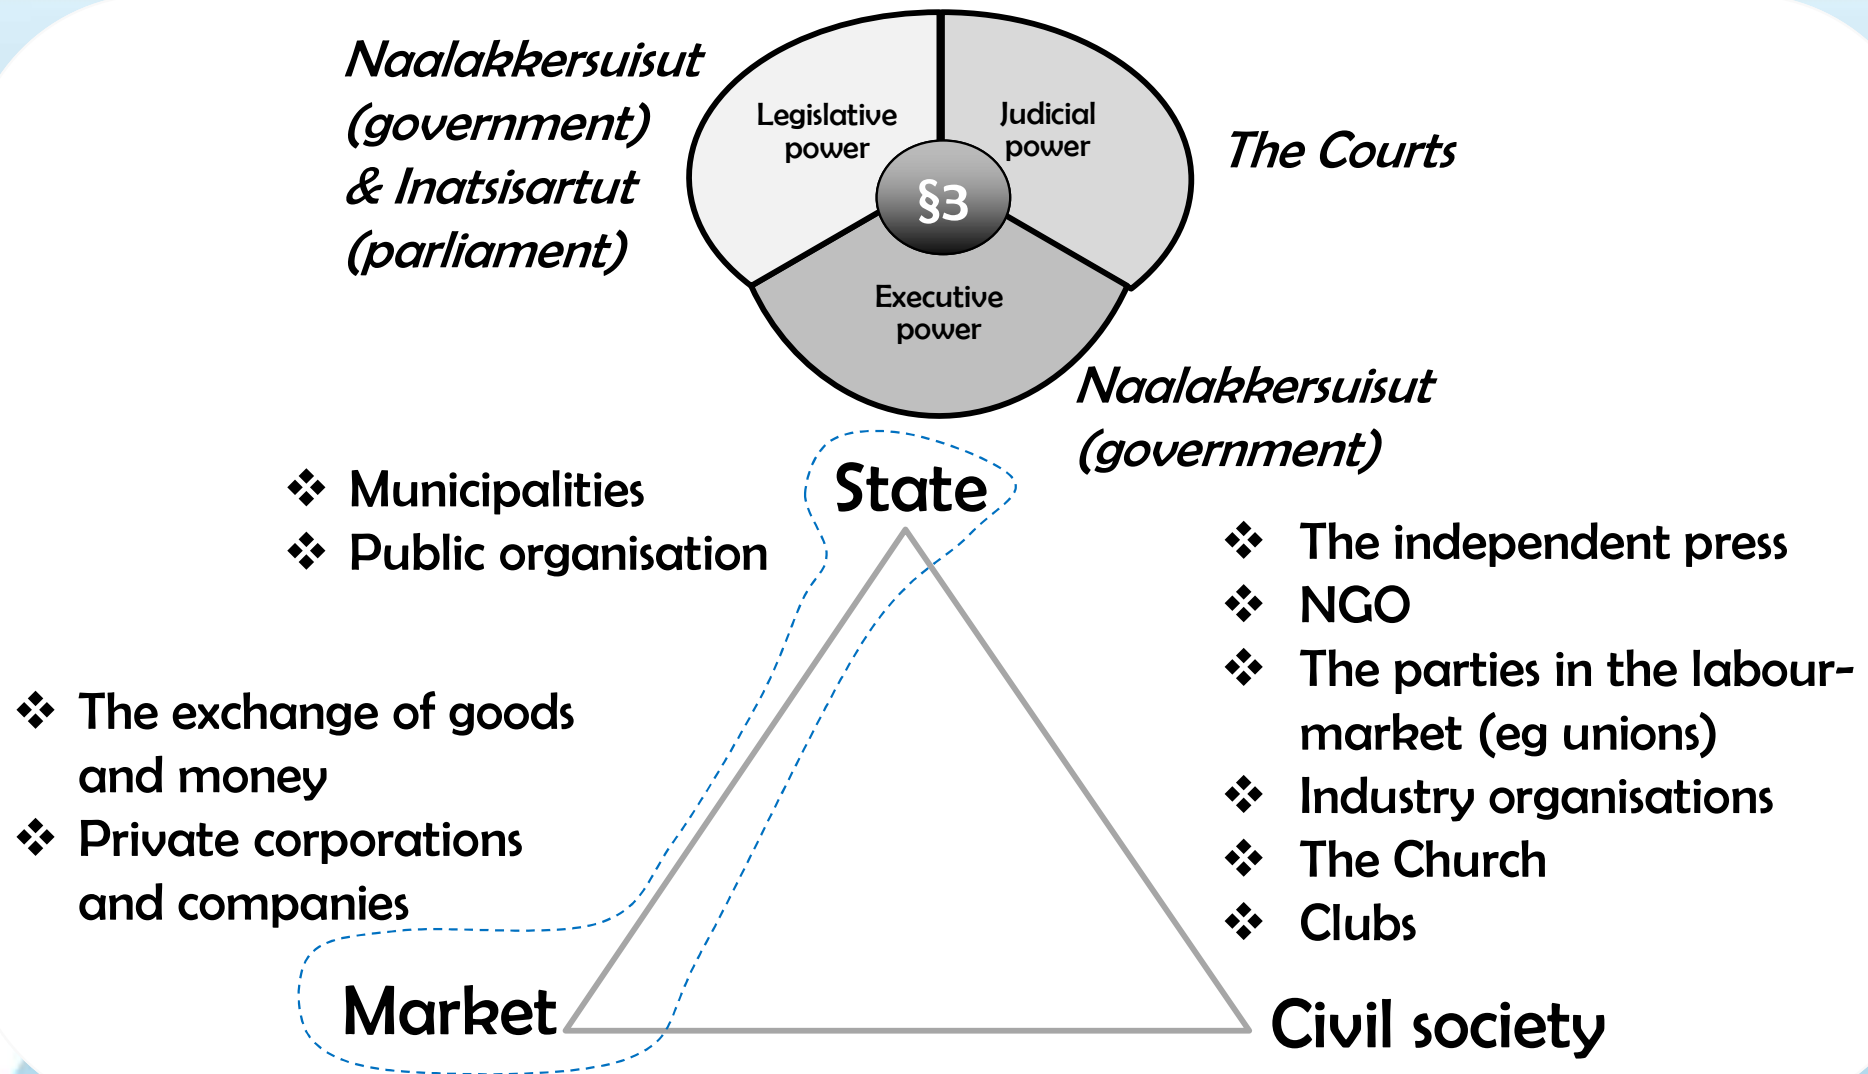 Naalakkersuisut
(government)
& Inatsisartut
(parliament)
Legislative
power
Judicial
power
§3
Executive
power
The Courts
Naalakkersuisut
(government)
State
❖ Municipalities
❖ Public organisation
❖ The exchange of goods
and money
❖ Private corporations
and companies
❖ The independent press
❖ NGO
❖ The parties in the labour-
market (eg unions)
❖ Industry organisations
❖ The Church
❖ Clubs
Market
Civil society